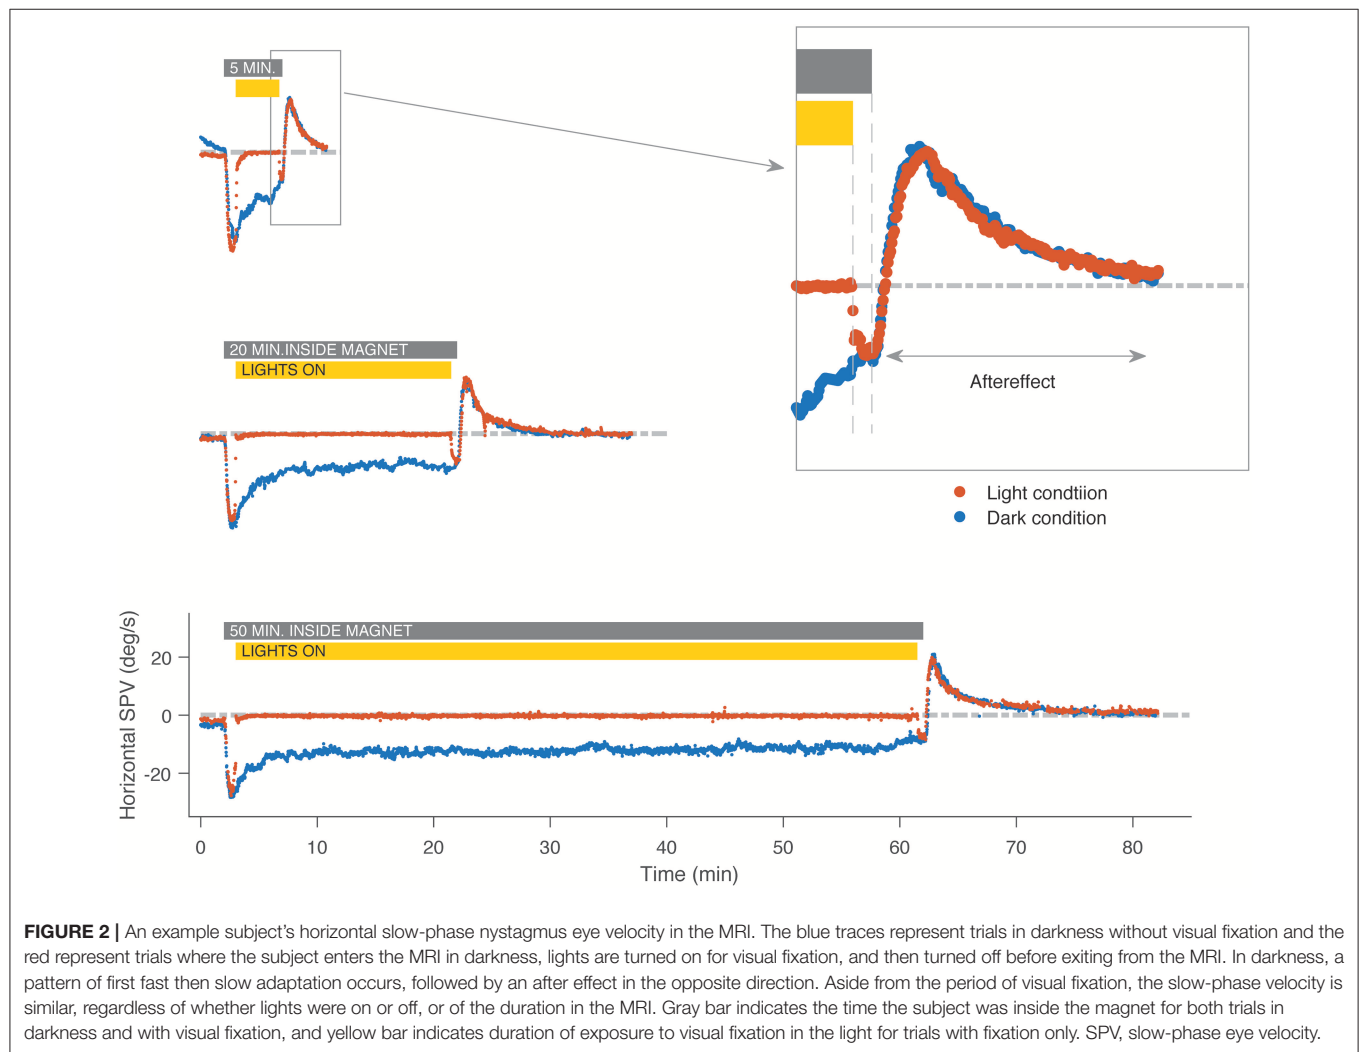 5 MIN.
Aftereffect
20 MIN.INSIDE MAGNET
LIGHTS ON
Light condtiion
Dark condition
50 MIN. INSIDE MAGNET
LIGHTS ON
Horizontal SPV (deg/s)
20
0
-20
0 10 20 30 40 50 60 70 80
Time (min)
FIGURE 2 | An example subject's horizontal slow-phase nystagmus eye velocity in the MRI. The blue traces represent trials in darkness without visual fixation and the
red represent trials where the subject enters the MRI in darkness, lights are turned on for visual fixation, and then turned off before exiting from the MRI. In darkness, a
pattern of first fast then slow adaptation occurs, followed by an after effect in the opposite direction. Aside from the period of visual fixation, the slow-phase velocity is
similar, regardless of whether lights were on or off, or of the duration in the MRI. Gray bar indicates the time the subject was inside the magnet for both trials in
darkness and with visual fixation, and yellow bar indicates duration of exposure to visual fixation in the light for trials with fixation only. SPV, slow-phase eye velocity.